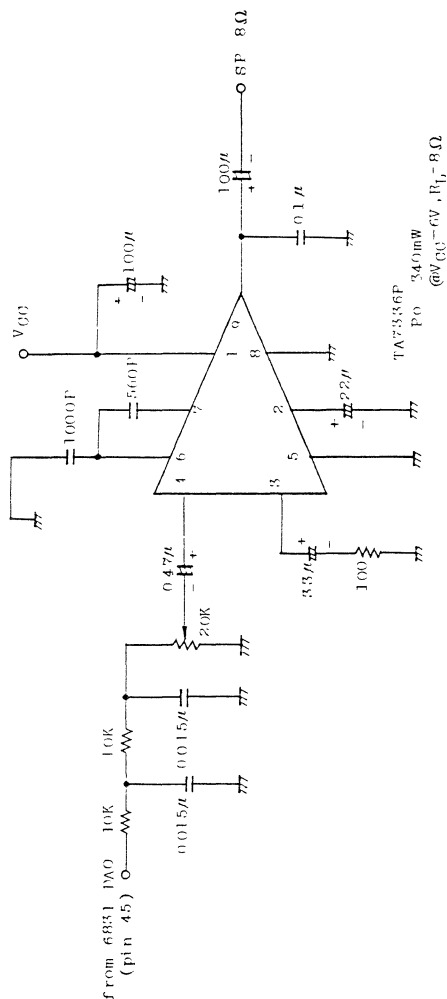 from 6831 DAO
(pin 45)
10K
0.015μ
10K
0.015μ
20K
0.47μ
+
-
4
3
33μ
+
-
100
1000P
6
560P
7
5
2
22μ
+
-
VCC
1
100μ
+
-
8
9
0.1μ
100μ
+
-
SP 8Ω
TA7336P
Po 340mW
@VCC=6V, RL=8Ω